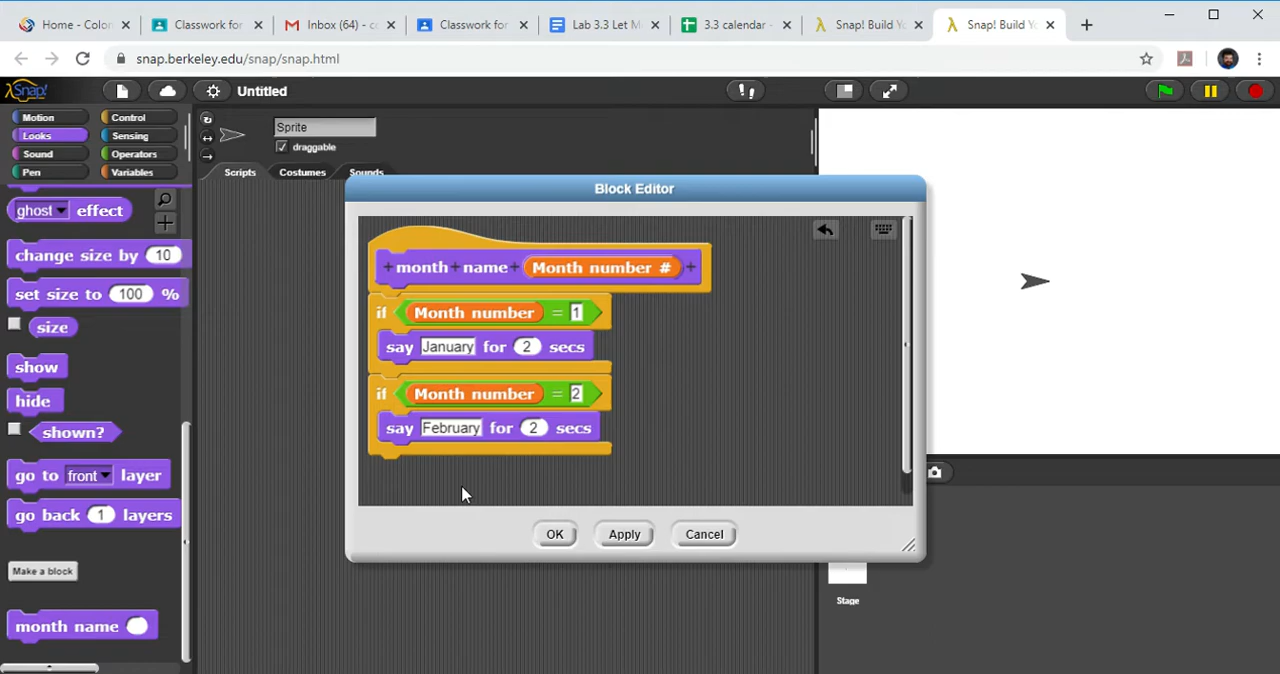 Home - Color
Classwork for
Inbox (64) - c
Classwork for
Lab 3.3 Let M
3.3 calendar -
Snap! Build Yo
Snap! Build Yo
snap.berkeley.edu/snap/snap.html
Snap!
Untitled
Motion
Control
Looks
Sensing
Sound
Operators
Pen
Variables
Sprite
draggable
Scripts
Costumes
Sounds
ghost effect
change size by 10
set size to 100 %
size
show
hide
shown?
go to front layer
go back 1 layers
Make a block
month name
Block Editor
+ month + name + Month number # +
if Month number = 1
say January for 2 secs
if Month number = 2
say February for 2 secs
OK
Apply
Cancel
Stage